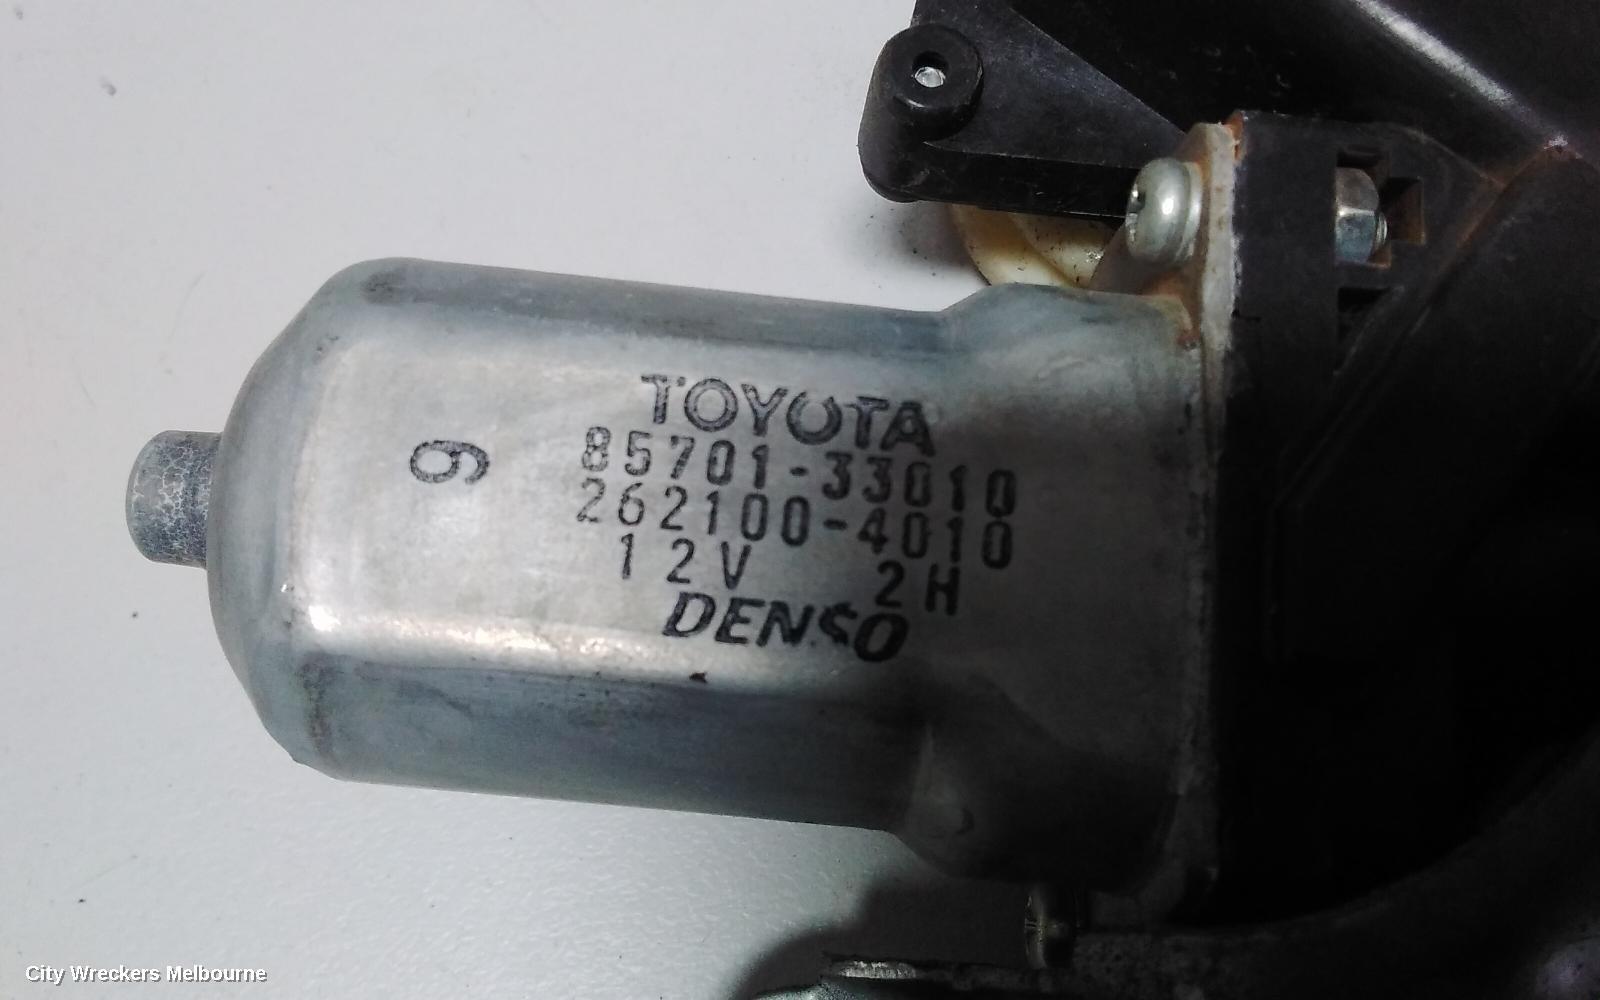 TOYOTA
85701-33010
262100-4010
12V 2H
DENSO
9
City Wreckers Melbourne